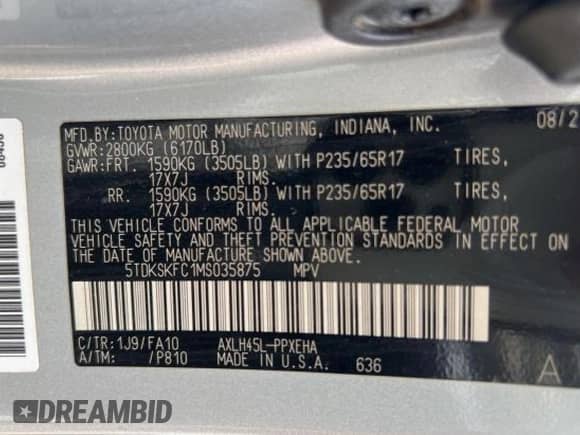 MFD.BY:TOYOTA MOTOR MANUFACTURING, INDIANA, INC. 08/2
GVWR:2800KG (6170LB)
GAWR:FRT. 1590KG (3505LB) WITH P235/65R17 TIRES,
17X7J RIMS.
RR. 1590KG (3505LB) WITH P235/65R17 TIRES,
17X7J RIMS.
THIS VEHICLE CONFORMS TO ALL APPLICABLE FEDERAL MOTOR
VEHICLE SAFETY AND THEFT PREVENTION STANDARDS IN EFFECT ON
THE DATE OF MANUFACTURE SHOWN ABOVE.
5TDKSKFC1MS035875 MPV
C/TR:1J9/FA10 AXLH45L-PPXEHA
A/TM: /P810 MADE IN U.S.A. 636 A
DREAMBID